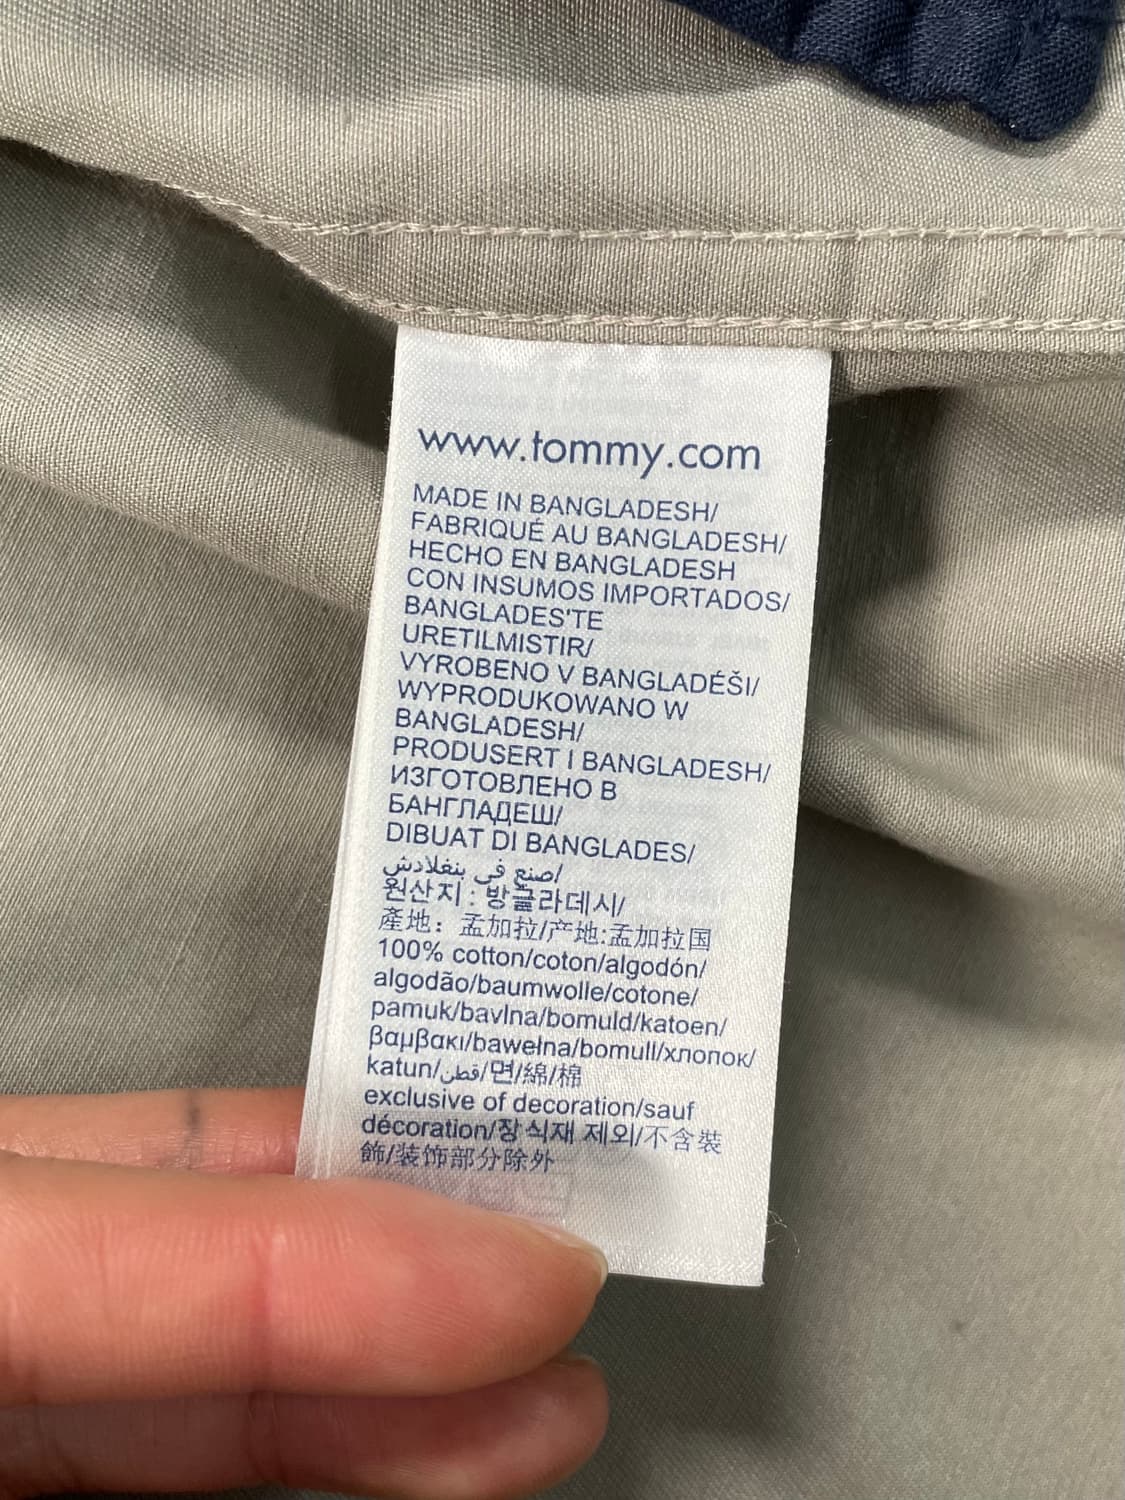 www.tommy.com
MADE IN BANGLADESH/
FABRIQUÉ AU BANGLADESH/
HECHO EN BANGLADESH
CON INSUMOS IMPORTADOS/
BANGLADES'TE
URETILMISTIR/
VYROBENO V BANGLADÉŠI/
WYPRODUKOWANO W
BANGLADESH/
PRODUSERT I BANGLADESH/
ИЗГОТОВЛЕНО В
БАНГЛАДЕШ/
DIBUAT DI BANGLADES/
صنع في بنغلادش/
원산지 : 방글라데시/
產地：孟加拉/产地:孟加拉国
100% cotton/coton/algodón/
algodão/baumwolle/cotone/
pamuk/bavlna/bomuld/katoen/
βαμβακι/bawełna/bomull/хлопок/
katun/قطن/면/綿/棉
exclusive of decoration/sauf
décoration/장식재 제외/不含裝
飾/装饰部分除外